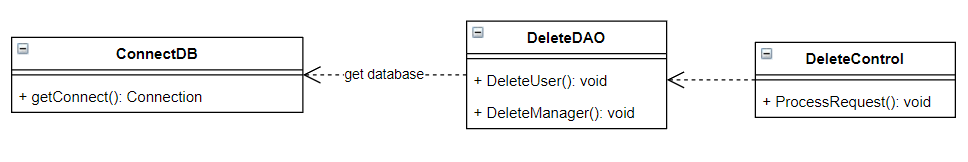 ConnectDB
+ getConnect(): Connection
get database
DeleteDAO
+ DeleteUser(): void
+ DeleteManager(): void
DeleteControl
+ ProcessRequest(): void